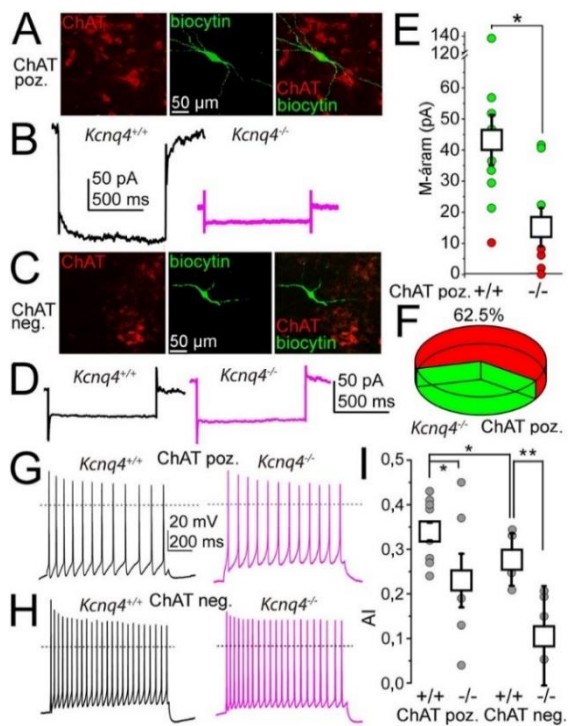 A
ChAT
poz.
ChAT
biocytin
50 µm
ChAT
biocytin
B
Kcnq4+/+
Kcnq4-/-
50 pA
500 ms
C
ChAT
neg.
ChAT
biocytin
50 µm
ChAT
biocytin
D
Kcnq4+/+
Kcnq4-/-
50 pA
500 ms
E
*
140
120
60
50
40
30
20
10
0
M-áram (pA)
ChAT poz. +/+ -/-
F
62.5%
Kcnq4-/- ChAT poz.
G
ChAT poz.
Kcnq4+/+
Kcnq4-/-
20 mV
200 ms
H
ChAT neg.
Kcnq4+/+
Kcnq4-/-
I
* * **
0,5
0,4
0,3
0,2
0,1
0,0
AI
+/+ -/- +/+ -/-
ChAT poz. ChAT neg.